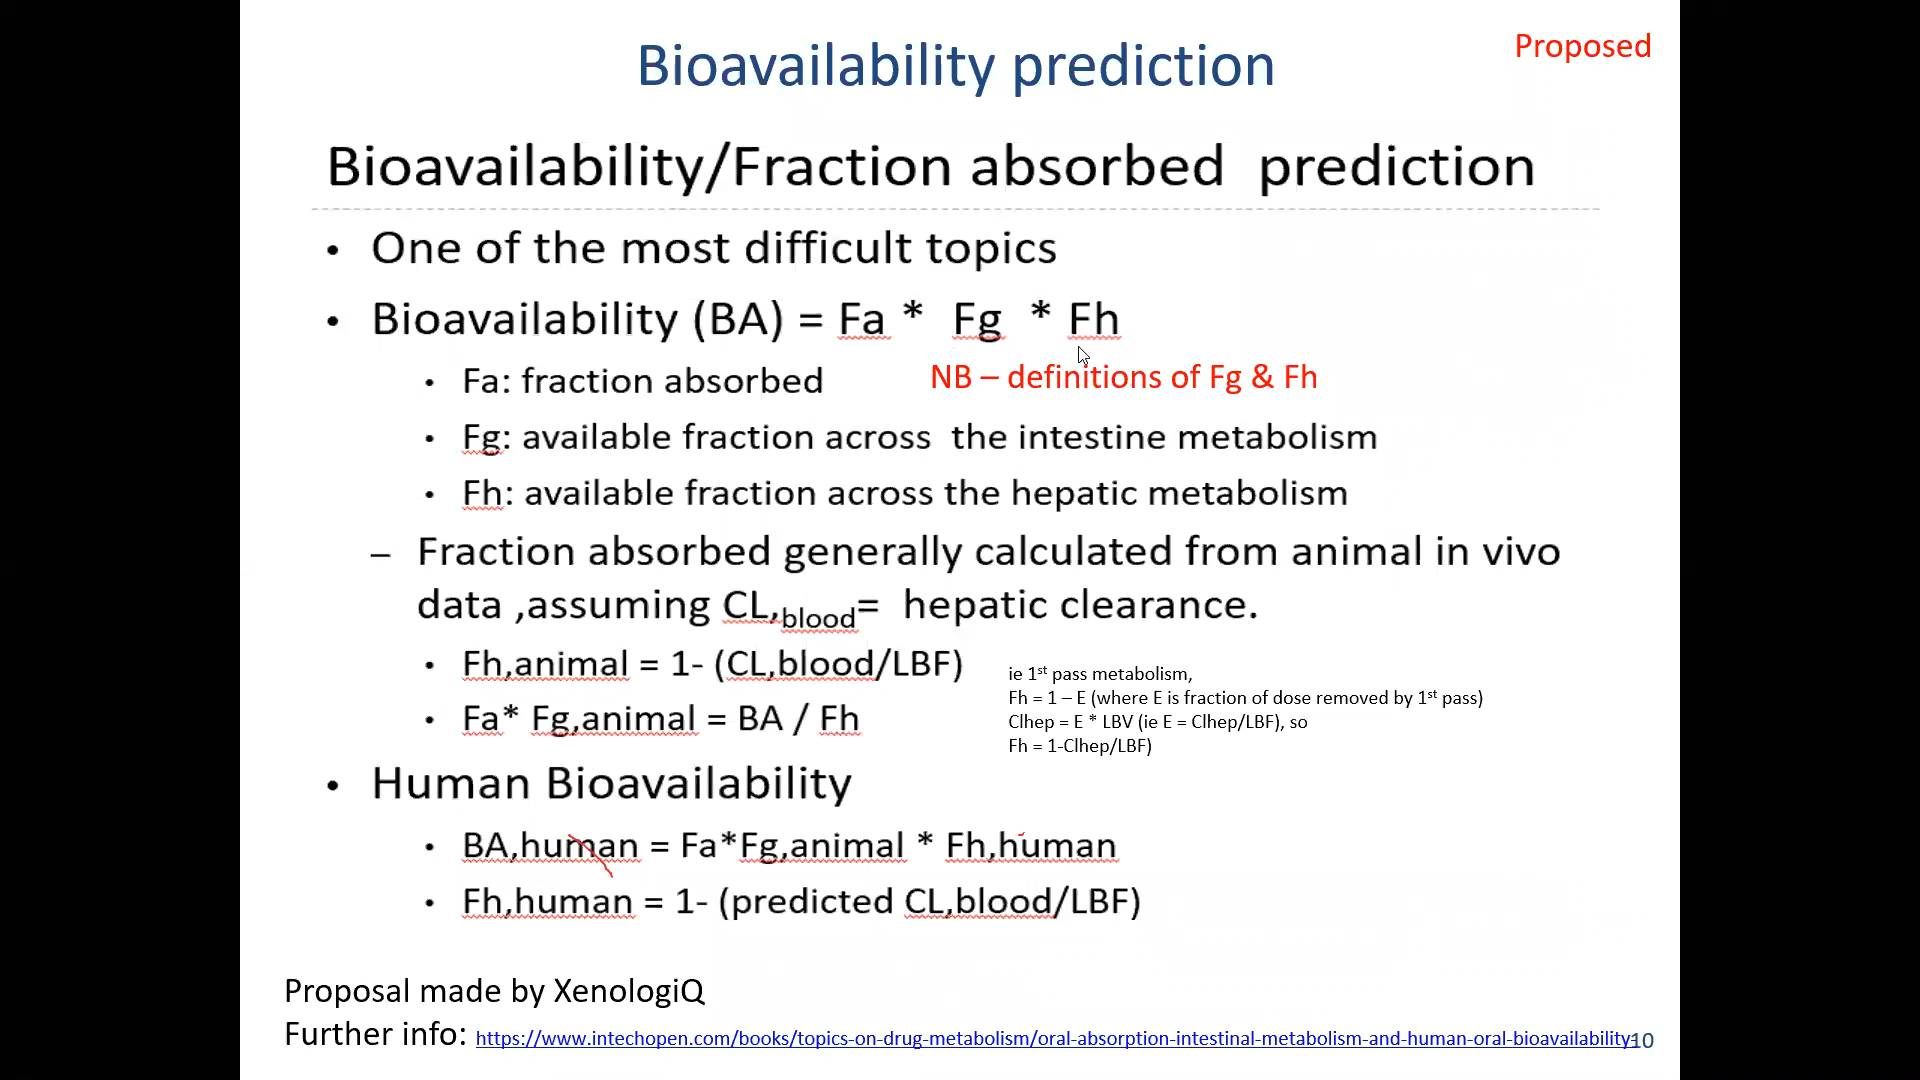 Proposed
Bioavailability prediction
Bioavailability/Fraction absorbed prediction
• One of the most difficult topics
• Bioavailability (BA) = Fa * Fg * Fh
• Fa: fraction absorbed
NB – definitions of Fg & Fh
• Fg: available fraction across the intestine metabolism
• Fh: available fraction across the hepatic metabolism
– Fraction absorbed generally calculated from animal in vivo
data ,assuming CL,blood= hepatic clearance.
• Fh,animal = 1- (CL,blood/LBF)
• Fa* Fg,animal = BA / Fh
ie 1st pass metabolism,
Fh = 1 – E (where E is fraction of dose removed by 1st pass)
Clhep = E * LBV (ie E = Clhep/LBF), so
Fh = 1-Clhep/LBF)
• Human Bioavailability
• BA,human = Fa*Fg,animal * Fh,human
• Fh,human = 1- (predicted CL,blood/LBF)
Proposal made by XenologiQ
Further info: https://www.intechopen.com/books/topics-on-drug-metabolism/oral-absorption-intestinal-metabolism-and-human-oral-bioavailability-
10